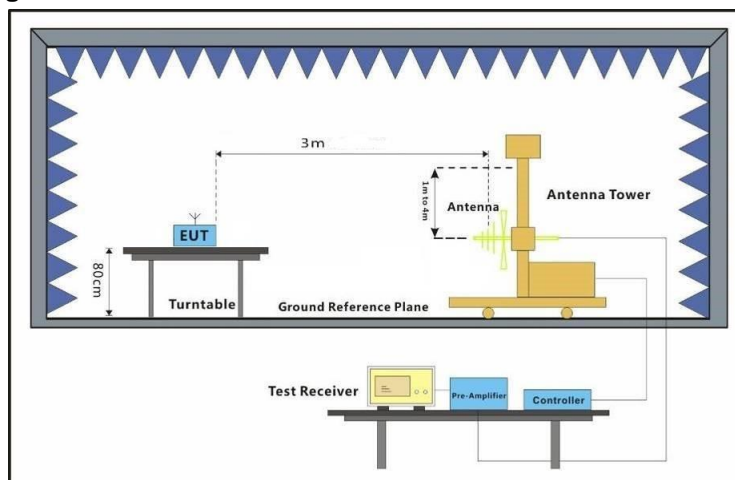 3m
1m to 4m
Antenna
Antenna Tower
EUT
80cm
Turntable
Ground Reference Plane
Test Receiver
Pre-Amplifier
Controller